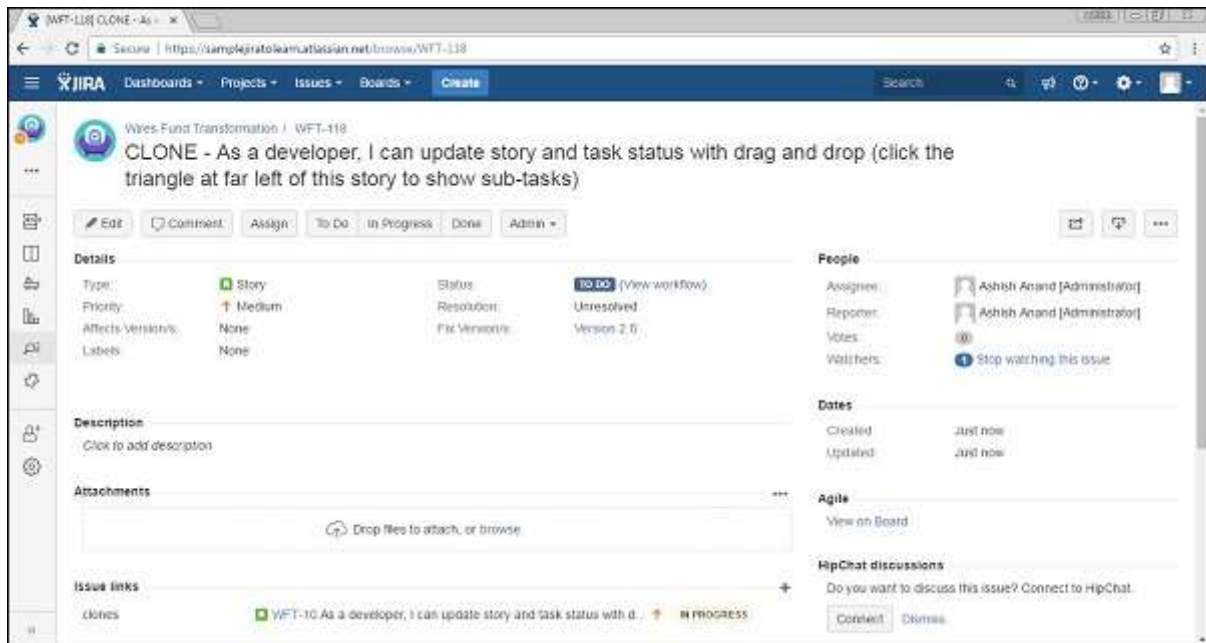 [WFT-118] CLONE - As a
Secure | https://samplejiratolearn.atlassian.net/browse/WFT-118
JIRA Dashboards Projects Issues Boards Create Search
Wires Fund Transformation / WFT-118
CLONE - As a developer, I can update story and task status with drag and drop (click the
triangle at far left of this story to show sub-tasks)
Edit Comment Assign To Do In Progress Done Admin
Details
Type: Story Status: TO DO (View workflow)
Priority: Medium Resolution: Unresolved
Affects Version/s: None Fix Version/s: Version 2.0
Labels: None
Description
Click to add description
Attachments
Drop files to attach, or browse.
Issue links
clones WFT-10 As a developer, I can update story and task status with d... IN PROGRESS
People
Assignee: Ashish Anand [Administrator]
Reporter: Ashish Anand [Administrator]
Votes: 0
Watchers: 1 Stop watching this issue
Dates
Created: Just now
Updated: Just now
Agile
View on Board
HipChat discussions
Do you want to discuss this issue? Connect to HipChat.
Connect Dismiss